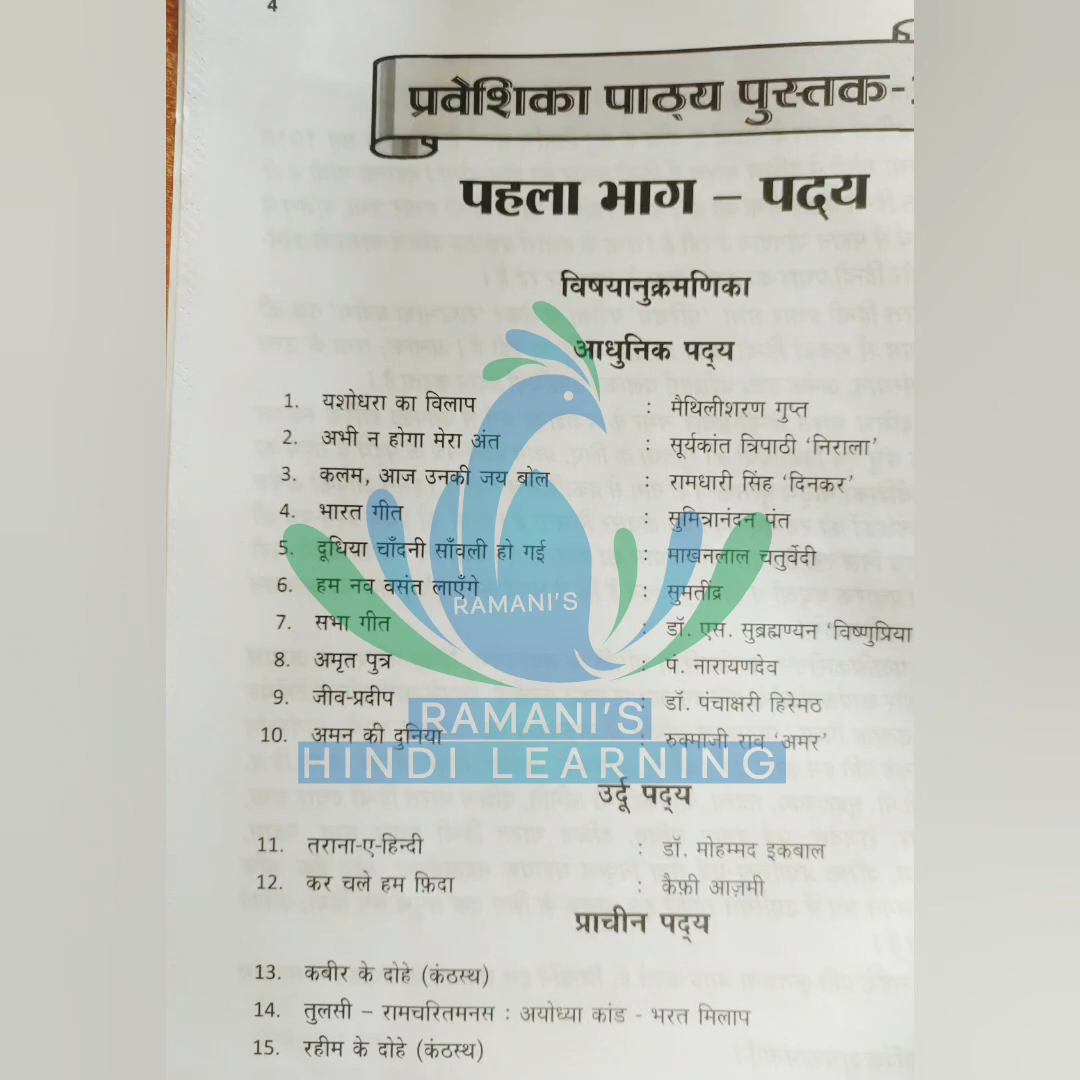 4
प्रवेशिका पाठ्य पुस्तक-
पहला भाग – पद्य
विषयानुक्रमणिका
आधुनिक पद्य
1. यशोधरा का विलाप : मैथिलीशरण गुप्त
2. अभी न होगा मेरा अंत : सूर्यकांत त्रिपाठी ‘निराला’
3. कलम, आज उनकी जय बोल : रामधारी सिंह ‘दिनकर’
4. भारत गीत : सुमित्रानंदन पंत
5. दूधिया चाँदनी साँवली हो गई : माखनलाल चतुर्वेदी
6. हम नव वसंत लाएँगे : सुमतींद्र
RAMANI'S
7. सभा गीत : डॉ. एस. सुब्रह्मण्यन ‘विष्णुप्रिया
8. अमृत पुत्र : पं. नारायणदेव
9. जीव-प्रदीप : डॉ. पंचाक्षरी हिरेमठ
RAMANI'S
10. अमन की दुनिया : रुक्माजी राव ‘अमर’
HINDI LEARNING
उर्दू पद्य
11. तराना-ए-हिन्दी : डॉ. मोहम्मद इकबाल
12. कर चले हम फ़िदा : कैफ़ी आज़मी
प्राचीन पद्य
13. कबीर के दोहे (कंठस्थ)
14. तुलसी – रामचरितमनस : अयोध्या कांड - भरत मिलाप
15. रहीम के दोहे (कंठस्थ)